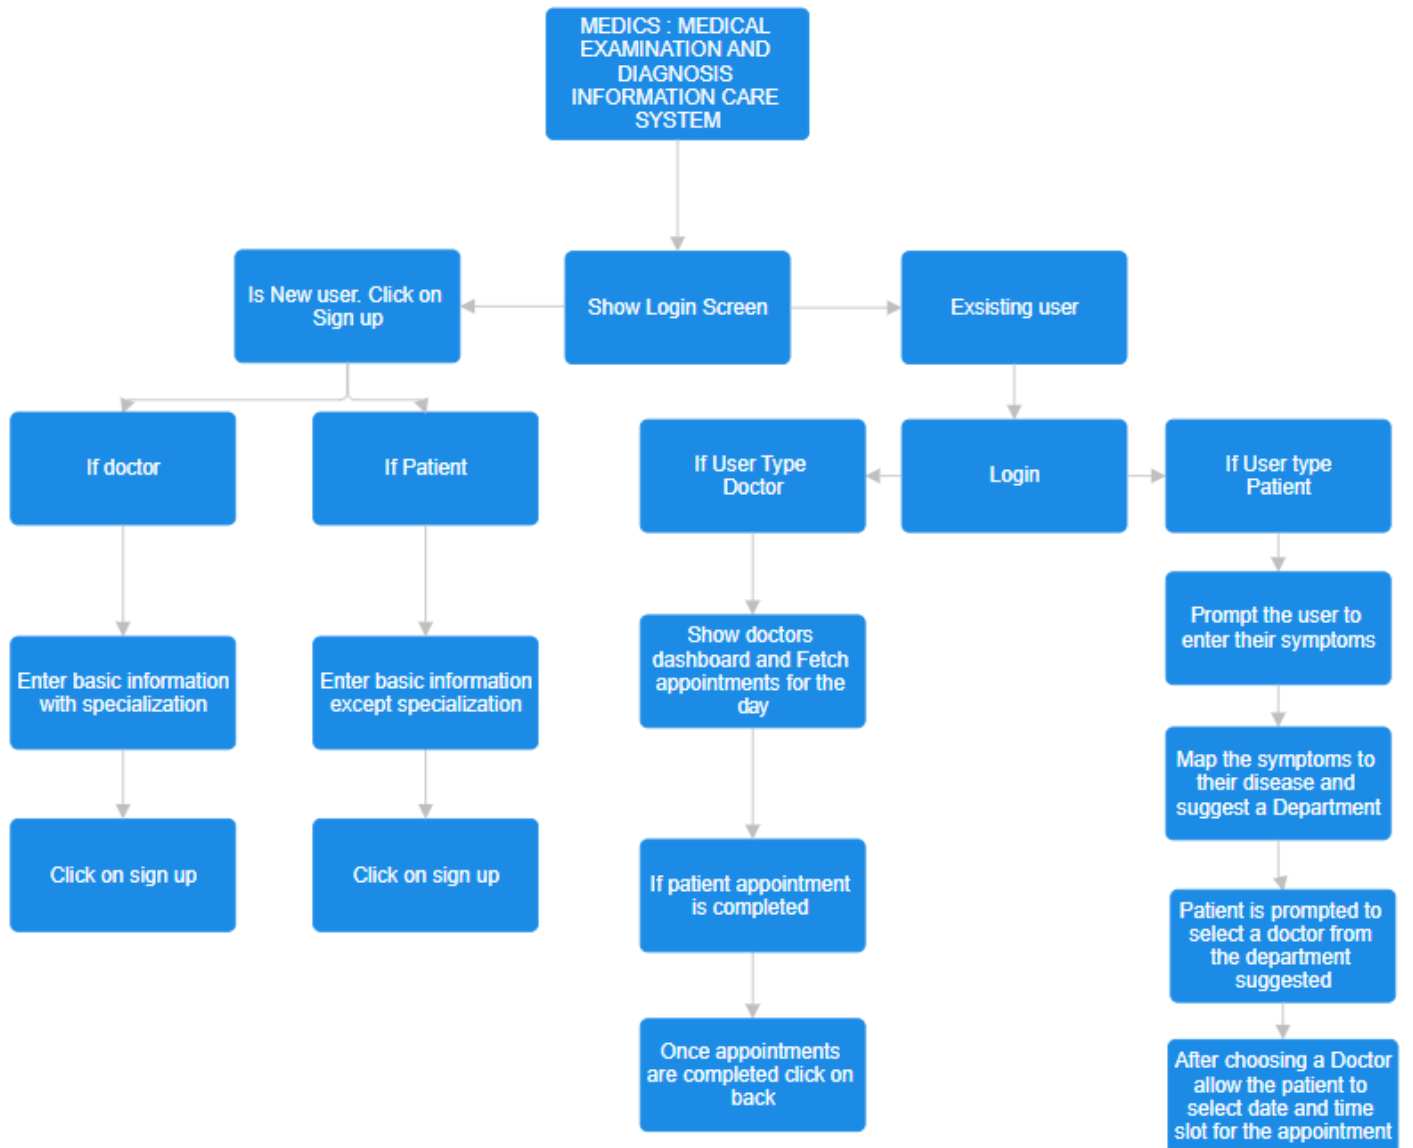 MEDICS : MEDICAL
EXAMINATION AND
DIAGNOSIS
INFORMATION CARE
SYSTEM
Is New user. Click on
Sign up
Show Login Screen
Exsisting user
If doctor
If Patient
If User Type
Doctor
Login
If User type
Patient
Enter basic information
with specialization
Enter basic information
except specialization
Show doctors
dashboard and Fetch
appointments for the
day
Prompt the user to
enter their symptoms
Map the symptoms to
their disease and
suggest a Department
Click on sign up
Click on sign up
If patient appointment
is completed
Patient is prompted to
select a doctor from
the department
suggested
Once appointments
are completed click on
back
After choosing a Doctor
allow the patient to
select date and time
slot for the appointment